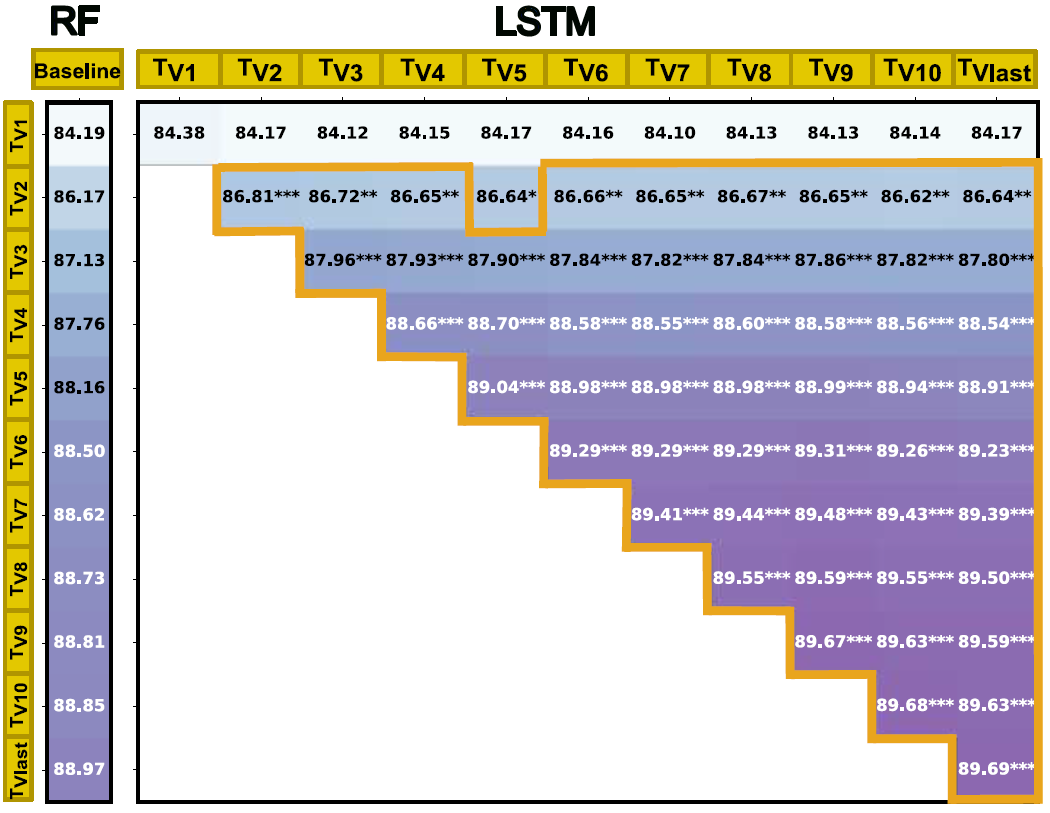 RF LSTM
Baseline TV1 TV2 TV3 TV4 TV5 TV6 TV7 TV8 TV9 TV10 TVlast
TV1 84.19 84.38 84.17 84.12 84.15 84.17 84.16 84.10 84.13 84.13 84.14 84.17
TV2 86.17 86.81*** 86.72** 86.65** 86.64* 86.66** 86.65** 86.67** 86.65** 86.62** 86.64**
TV3 87.13 87.96*** 87.93*** 87.90*** 87.84*** 87.82*** 87.84*** 87.86*** 87.82*** 87.80***
TV4 87.76 88.66*** 88.70*** 88.58*** 88.55*** 88.60*** 88.58*** 88.56*** 88.54***
TV5 88.16 89.04*** 88.98*** 88.98*** 88.98*** 88.99*** 88.94*** 88.91***
TV6 88.50 89.29*** 89.29*** 89.29*** 89.31*** 89.26*** 89.23***
TV7 88.62 89.41*** 89.44*** 89.48*** 89.43*** 89.39***
TV8 88.73 89.55*** 89.59*** 89.55*** 89.50***
TV9 88.81 89.67*** 89.63*** 89.59***
TV10 88.85 89.68*** 89.63***
TVlast 88.97 89.69***